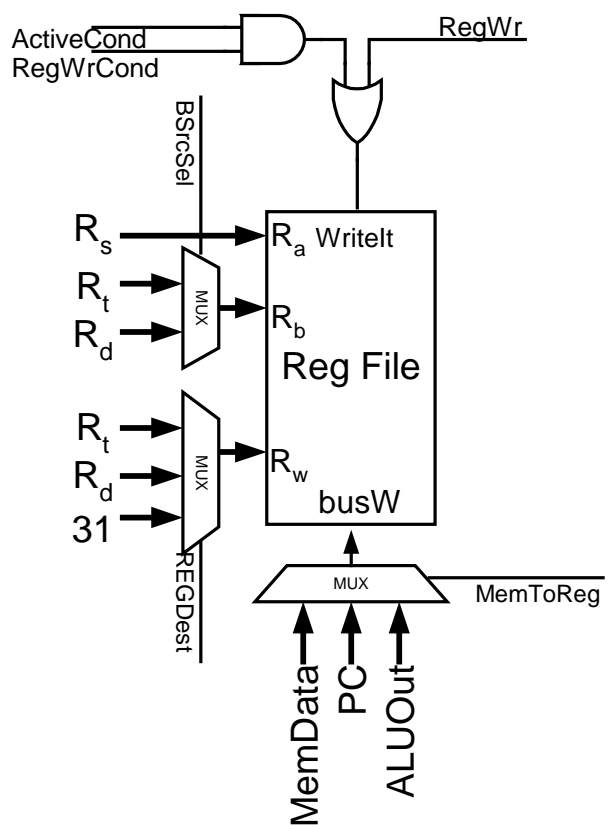 ActiveCond
RegWrCond
RegWr
BSrcSel
Rs
Ra
WriteIt
Rt
MUX
Rb
Rd
Reg File
Rt
MUX
Rw
Rd
31
busW
REGDest
MUX
MemToReg
MemData
PC
ALUOut